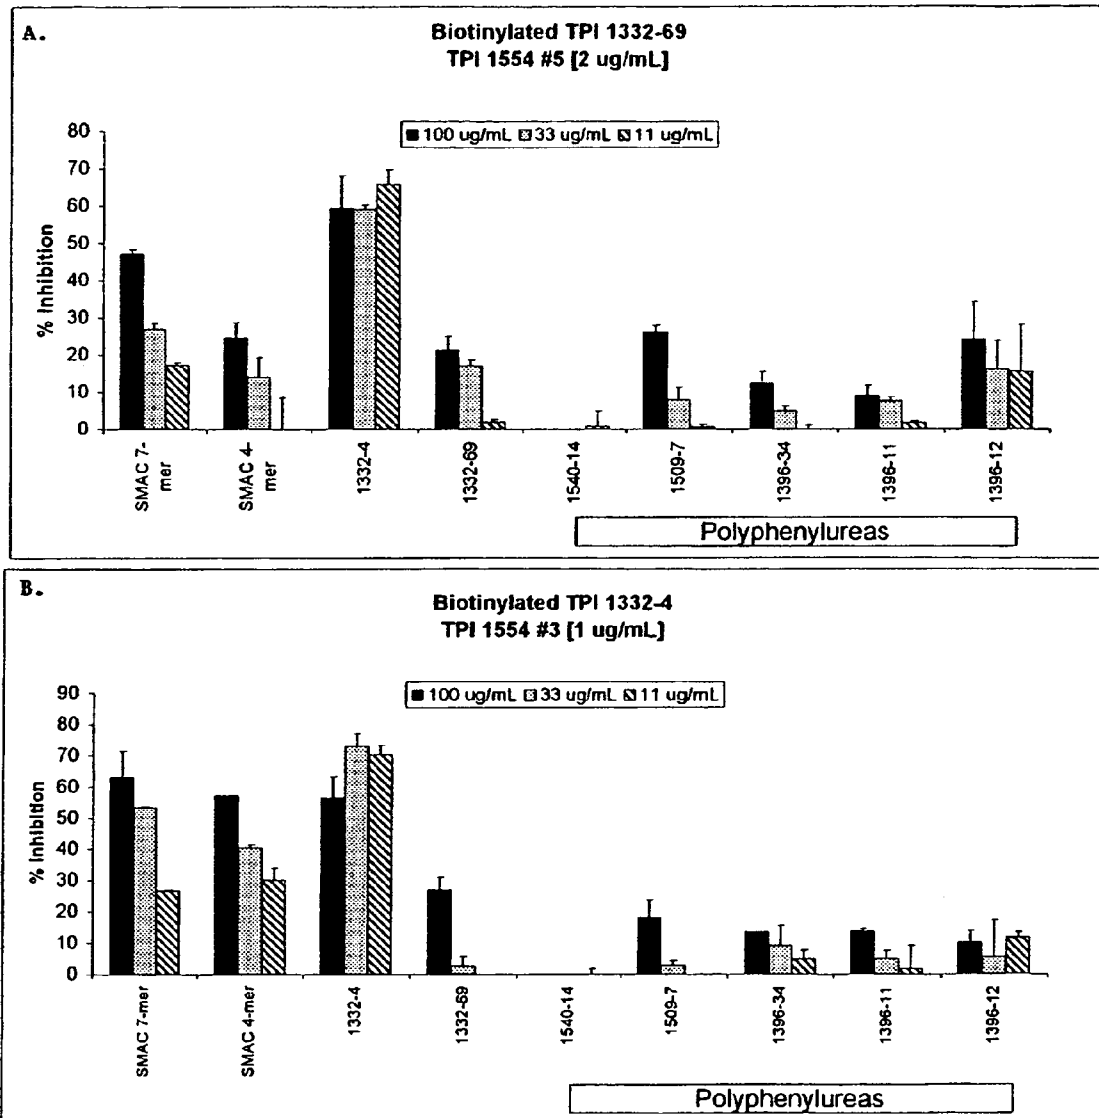 A.
Biotinylated TPI 1332-69
TPI 1554 #5 [2 ug/mL]
100 ug/mL 33 ug/mL 11 ug/mL
% Inhibition
80
70
60
50
40
30
20
10
0
SMAC 7-
mer
SMAC 4-
mer
1332-4
1332-69
1540-14
1509-7
1396-34
1396-11
1396-12
Polyphenylureas
B.
Biotinylated TPI 1332-4
TPI 1554 #3 [1 ug/mL]
100 ug/mL 33 ug/mL 11 ug/mL
% Inhibition
90
80
70
60
50
40
30
20
10
0
SMAC 7-mer
SMAC 4-mer
1332-4
1332-69
1540-14
1509-7
1396-34
1396-11
1396-12
Polyphenylureas